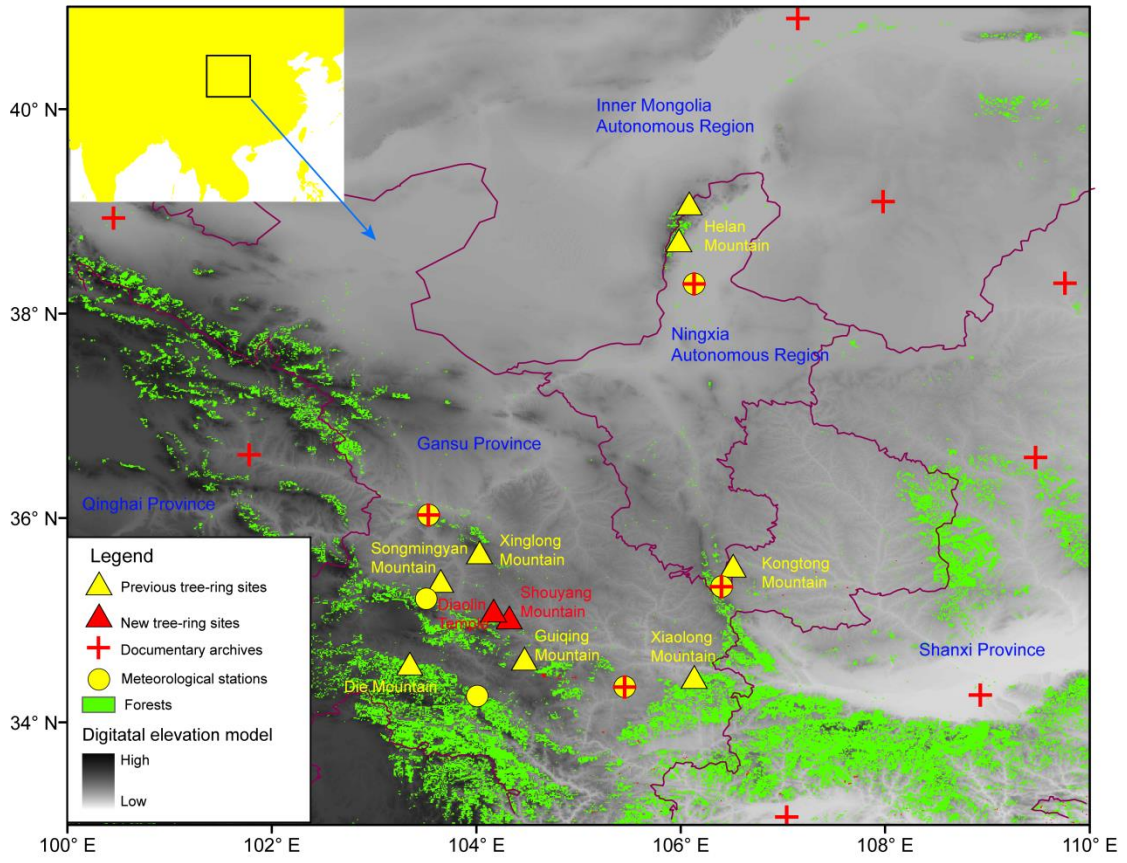 40° N
38° N
36° N
34° N
Inner Mongolia
Autonomous Region
Helan
Mountain
Ningxia
Autonomous Region
Gansu Province
Qinghai Province
Songmingyan
Mountain
Xinglong
Mountain
Kongtong
Mountain
Diaolin
Temple
Shouyang
Mountain
Guiqing
Mountain
Xiaolong
Mountain
Shanxi Province
Die Mountain
Legend
Previous tree-ring sites
New tree-ring sites
Documentary archives
Meteorological stations
Forests
Digitatal elevation model
High
Low
100° E
102° E
104° E
106° E
108° E
110° E